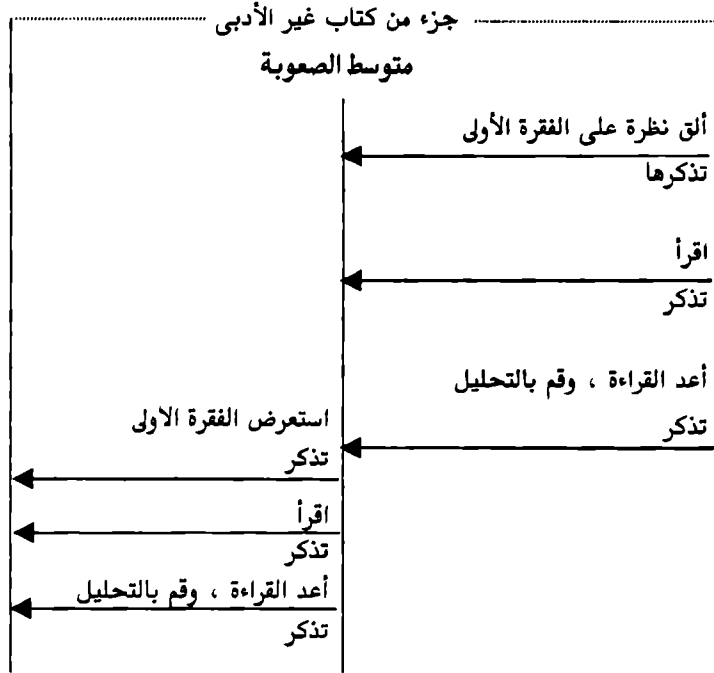 جزء من كتاب غير الأدبى
متوسط الصعوبة
ألق نظرة على الفقرة الأولى
تذكرها
اقرأ
تذكر
أعد القراءة ، وقم بالتحليل
تذكر
استعرض الفقرة الاولى
تذكر
اقرأ
تذكر
أعد القراءة ، وقم بالتحليل
تذكر